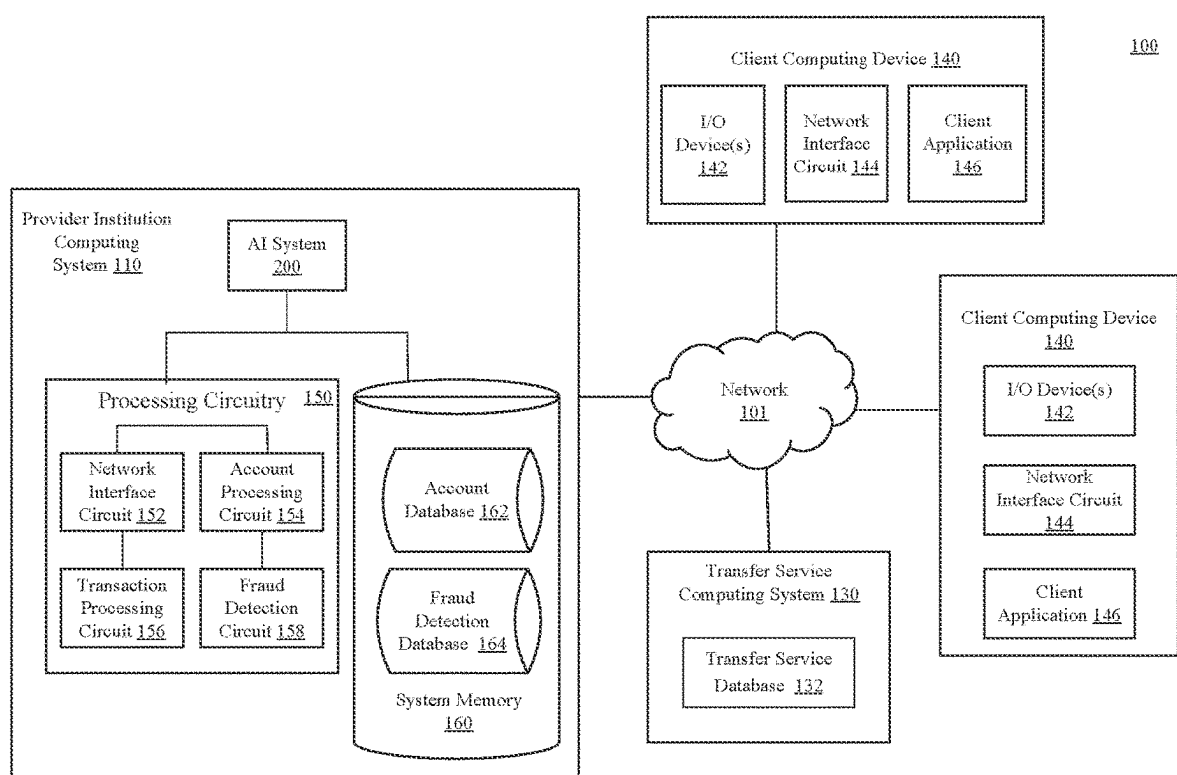 100
Client Computing Device 140
I/O
Device(s)
142
Network
Interface
Circuit 144
Client
Application
146
Provider Institution
Computing
System 110
AI System
200
Processing Circuitry 150
Network
Interface
Circuit 152
Account
Processing
Circuit 154
Transaction
Processing
Circuit 156
Fraud
Detection
Circuit 158
Account
Database 162
Fraud
Detection
Database 164
System Memory
160
Network
101
Client Computing Device
140
I/O Device(s)
142
Network
Interface Circuit
144
Client
Application 146
Transfer Service
Computing System 130
Transfer Service
Database 132